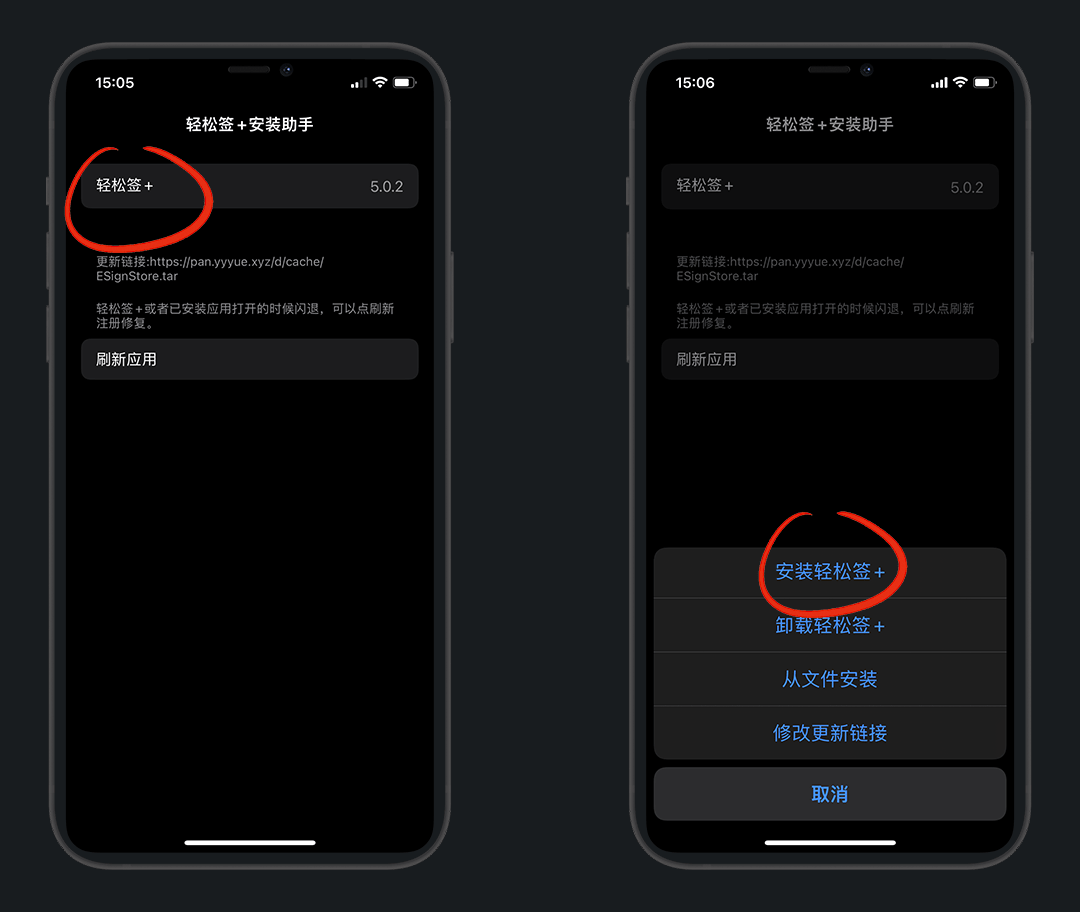 15:05
轻松签+安装助手
轻松签+
5.0.2
更新链接:https://pan.yyyue.xyz/d/cache/
ESignStore.tar
轻松签+或者已安装应用打开的时候闪退，可以点刷新
注册修复。
刷新应用
15:06
轻松签+安装助手
轻松签+
5.0.2
更新链接:https://pan.yyyue.xyz/d/cache/
ESignStore.tar
轻松签+或者已安装应用打开的时候闪退，可以点刷新
注册修复。
刷新应用
安装轻松签+
卸载轻松签+
从文件安装
修改更新链接
取消